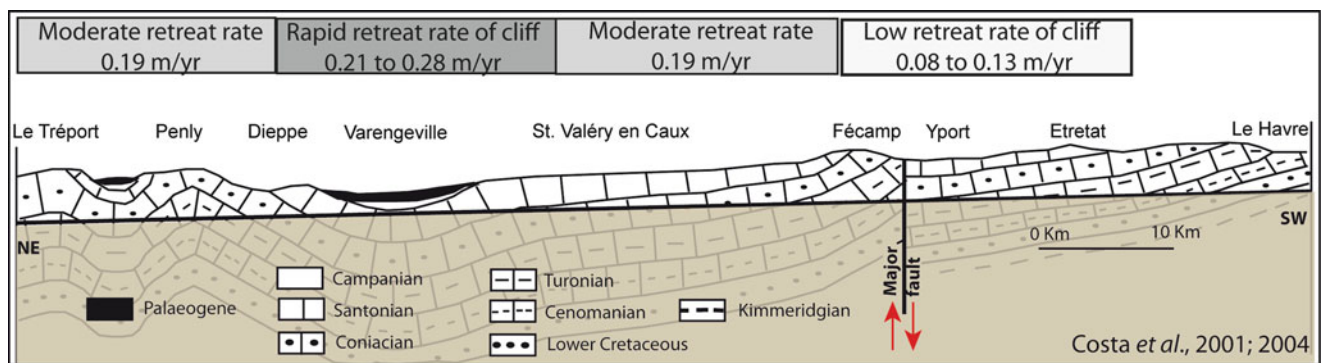 Moderate retreat rate
0.19 m/yr
Rapid retreat rate of cliff
0.21 to 0.28 m/yr
Moderate retreat rate
0.19 m/yr
Low retreat rate of cliff
0.08 to 0.13 m/yr
Le Tréport
Penly
Dieppe
Varengeville
St. Valéry en Caux
Fécamp
Yport
Etretat
Le Havre
NE
SW
0 Km
10 Km
Major
fault
Palaeogene
Campanian
Santonian
Coniacian
Turonian
Cenomanian
Lower Cretaceous
Kimmeridgian
Costa et al., 2001; 2004